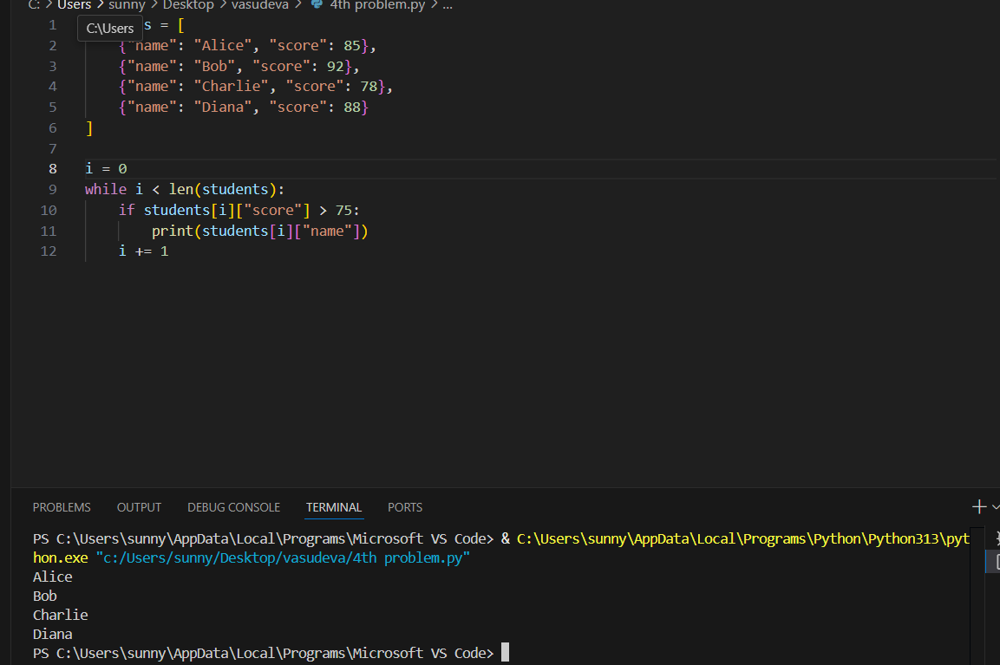 C: > Users > sunny > Desktop > vasudeva > 4th problem.py > ...
C:\Users
1 s = [
2 {"name": "Alice", "score": 85},
3 {"name": "Bob", "score": 92},
4 {"name": "Charlie", "score": 78},
5 {"name": "Diana", "score": 88}
6 ]
7
8 i = 0
9 while i < len(students):
10 if students[i]["score"] > 75:
11 print(students[i]["name"])
12 i += 1
PROBLEMS OUTPUT DEBUG CONSOLE TERMINAL PORTS
PS C:\Users\sunny\AppData\Local\Programs\Microsoft VS Code> & C:\Users\sunny\AppData\Local\Programs\Python\Python313\pyt
hon.exe "c:/Users/sunny/Desktop/vasudeva/4th problem.py"
Alice
Bob
Charlie
Diana
PS C:\Users\sunny\AppData\Local\Programs\Microsoft VS Code>